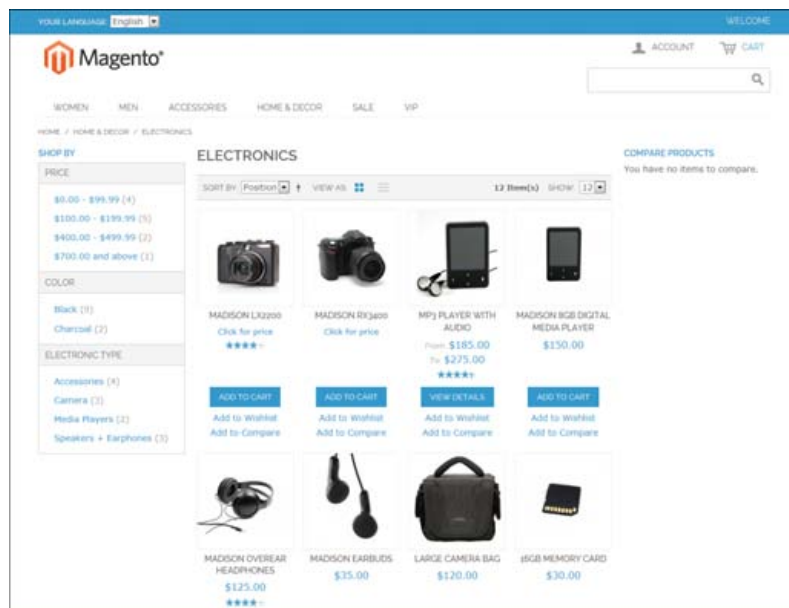 YOUR LANGUAGE: English
WELCOME
Magento®
ACCOUNT
CART
WOMEN MEN ACCESSORIES HOME & DECOR SALE VIP
HOME / HOME & DECOR / ELECTRONICS
SHOP BY
PRICE
$0.00 - $99.99 (4)
$100.00 - $199.99 (5)
$400.00 - $499.99 (2)
$700.00 and above (1)
COLOR
Black (9)
Charcoal (2)
ELECTRONIC TYPE
Accessories (4)
Camera (3)
Media Players (2)
Speakers + Earphones (3)
ELECTRONICS
SORT BY Position VIEW AS: 12 Item(s) SHOW: 12
MADISON LX2200
Click for price
ADD TO CART
Add to Wishlist
Add to Compare
MADISON RX3400
Click for price
ADD TO CART
Add to Wishlist
Add to Compare
MP3 PLAYER WITH
AUDIO
From: $185.00
To: $275.00
VIEW DETAILS
Add to Wishlist
Add to Compare
MADISON 8GB DIGITAL
MEDIA PLAYER
$150.00
ADD TO CART
Add to Wishlist
Add to Compare
MADISON OVEREAR
HEADPHONES
$125.00
MADISON EARBUDS
$35.00
LARGE CAMERA BAG
$120.00
16GB MEMORY CARD
$30.00
COMPARE PRODUCTS
You have no items to compare.